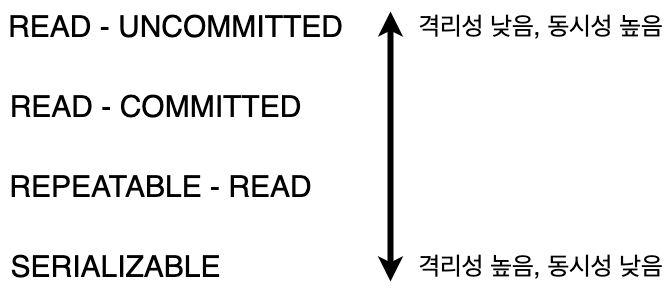 READ - UNCOMMITTED 격리성 낮음, 동시성 높음
READ - COMMITTED
REPEATABLE - READ
SERIALIZABLE 격리성 높음, 동시성 낮음